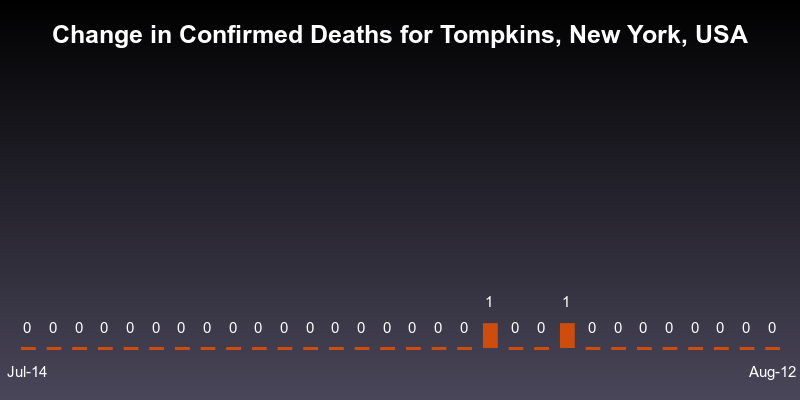 Change in Confirmed Deaths for Tompkins, New York, USA
1 1
0 0 0 0 0 0 0 0 0 0 0 0 0 0 0 0 0 0 0 0 0 0 0 0 0 0 0 0
Jul-14 Aug-12